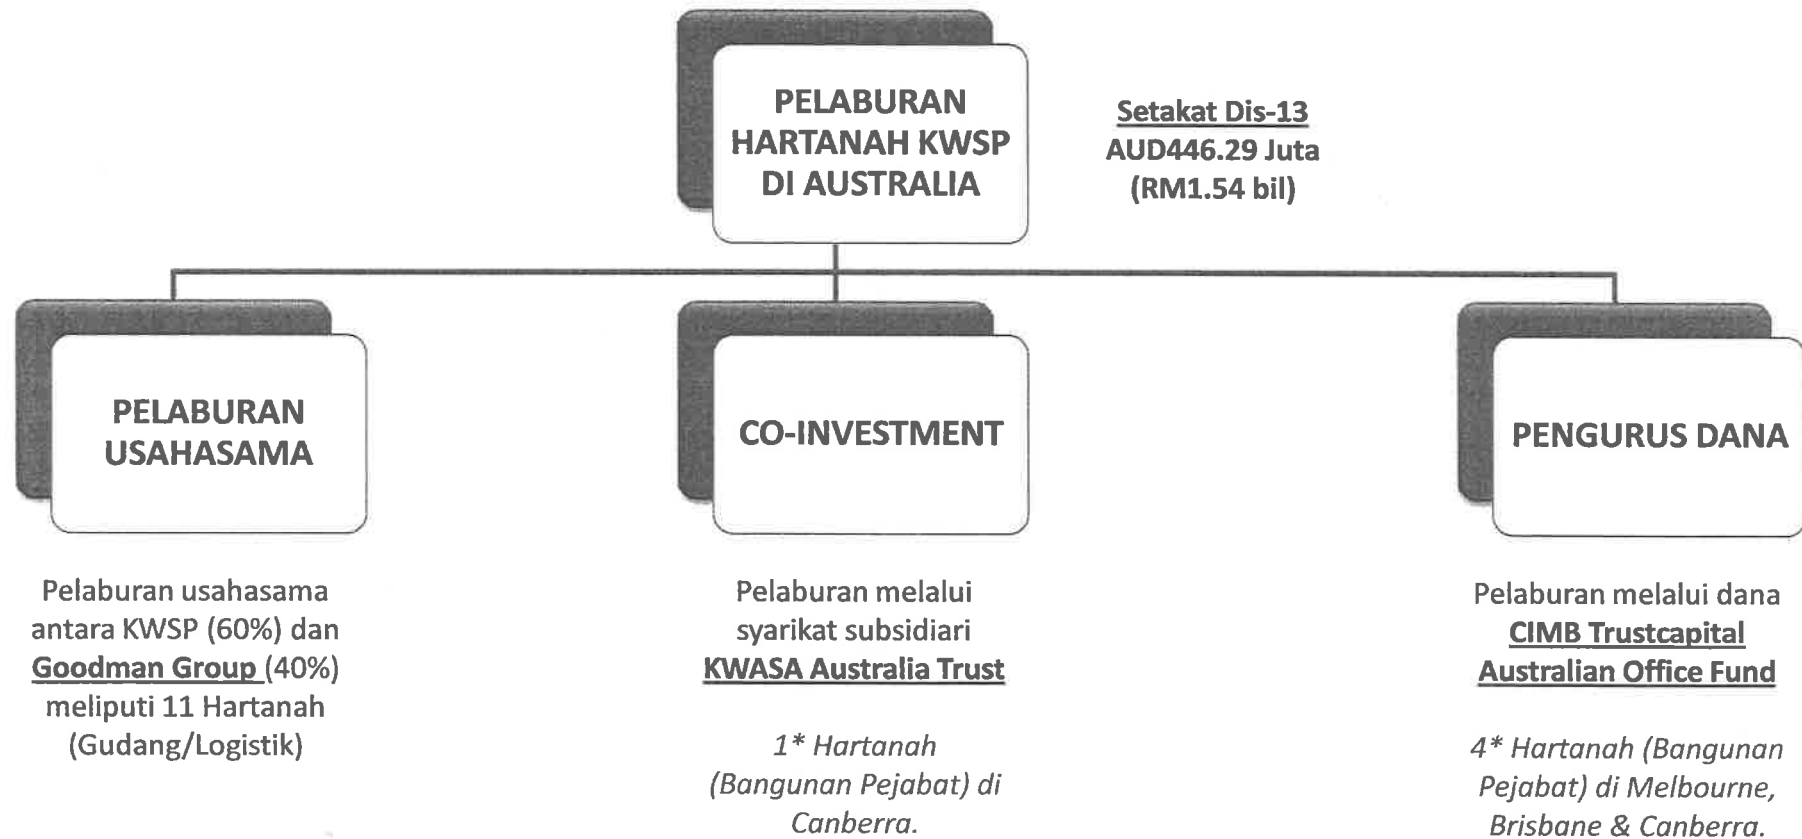 PELABURAN
HARTANAH KWSP
DI AUSTRALIA
Setakat Dis-13
AUD446.29 Juta
(RM1.54 bil)
PELABURAN
USAHASAMA
CO-INVESTMENT
PENGURUS DANA
Pelaburan usahasama
antara KWSP (60%) dan
Goodman Group (40%)
meliputi 11 Hartanah
(Gudang/Logistik)
Pelaburan melalui
syarikat subsidiari
KWASA Australia Trust
1* Hartanah
(Bangunan Pejabat) di
Canberra.
Pelaburan melalui dana
CIMB Trustcapital
Australian Office Fund
4* Hartanah (Bangunan
Pejabat) di Melbourne,
Brisbane & Canberra.